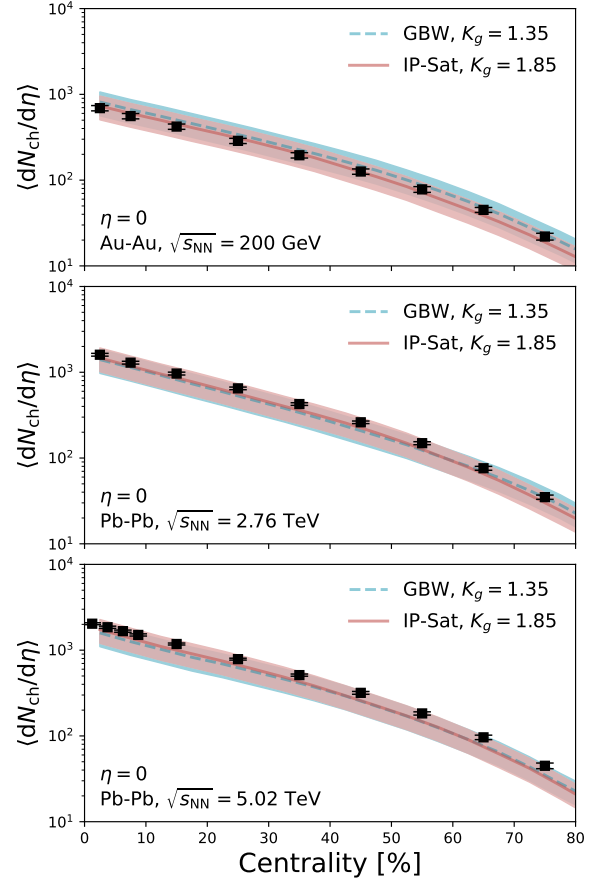 10⁴
10³
10²
10¹
⟨dN_ch/dη⟩
GBW, K_g = 1.35
IP-Sat, K_g = 1.85
η = 0
Au-Au, √s_NN = 200 GeV
10⁴
10³
10²
10¹
⟨dN_ch/dη⟩
GBW, K_g = 1.35
IP-Sat, K_g = 1.85
η = 0
Pb-Pb, √s_NN = 2.76 TeV
10⁴
10³
10²
10¹
⟨dN_ch/dη⟩
GBW, K_g = 1.35
IP-Sat, K_g = 1.85
η = 0
Pb-Pb, √s_NN = 5.02 TeV
0 10 20 30 40 50 60 70 80
Centrality [%]